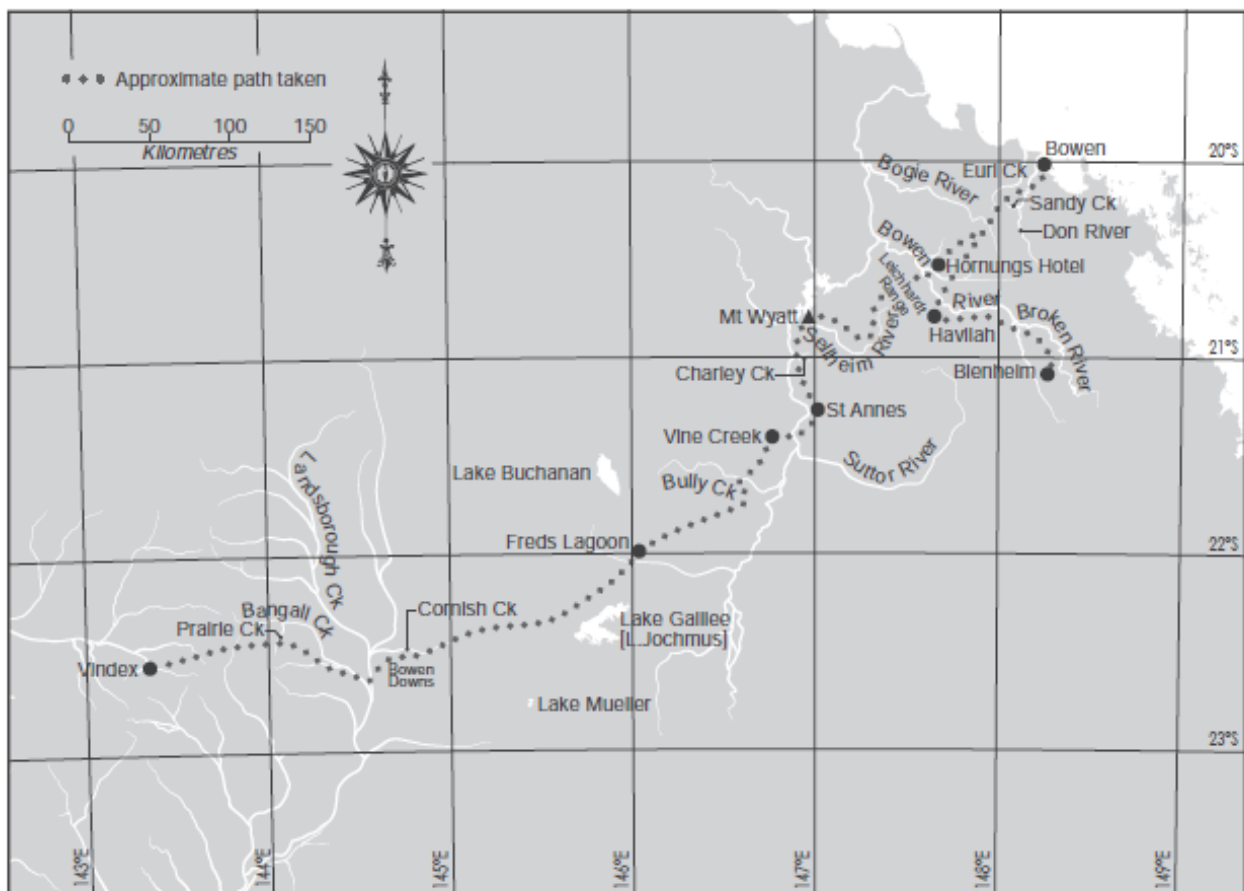 Approximate path taken
0 50 100 150
Kilometres
Bowen
20°S
Eurl Ck
Bogie River
Sandy Ck
Don River
Bowen
River
Hornungs Hotel
Leichhardt
Range
Mt Wyatt
Havilah
Broken River
Sellheim River
21°S
Charley Ck
Blenheim
St Annes
Vine Creek
Suttor River
Lake Buchanan
Bully Ck
Landsborough Ck
Freds Lagoon
22°S
Cornish Ck
Bangall Ck
Prairie Ck
Lake Galilee
[L.Jochmus]
Vindex
Bowen
Downs
Lake Mueller
23°S
143°E
144°E
145°E
146°E
147°E
148°E
149°E